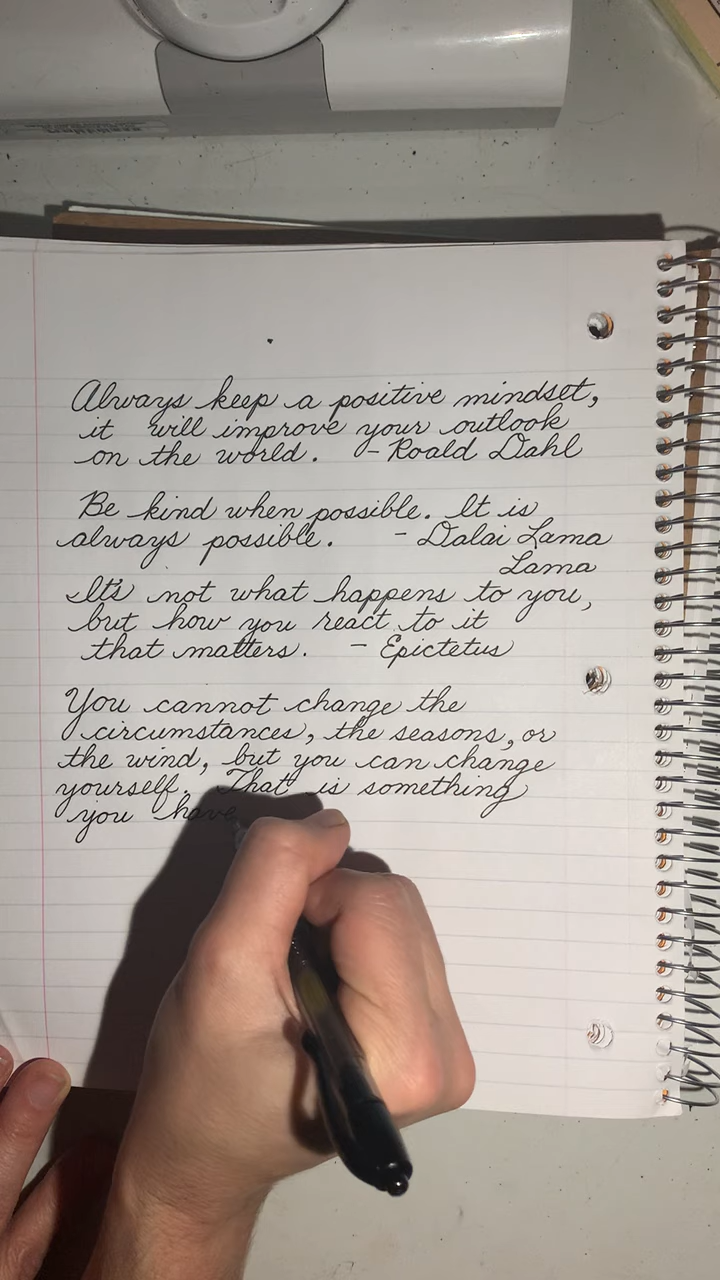 Always keep a positive mindset,
it will improve your outlook
on the world. - Roald Dahl
Be kind when possible. It is
always possible. - Dalai Lama
Lama
It's not what happens to you,
but how you react to it
that matters. - Epictetus
You cannot change the
circumstances, the seasons, or
the wind, but you can change
yourself. That is something
you have